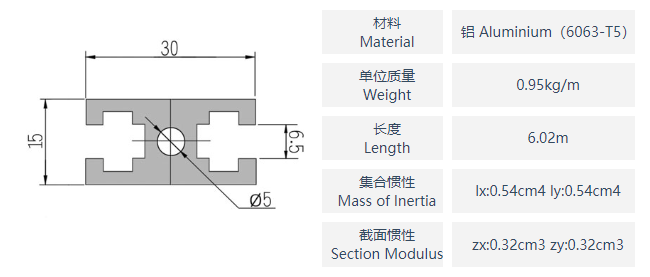 30
15
6.5
Ø5
材料
Material
铝 Aluminium（6063-T5）
单位质量
Weight
0.95kg/m
长度
Length
6.02m
集合惯性
Mass of Inertia
Ix:0.54cm4 Iy:0.54cm4
截面惯性
Section Modulus
zx:0.32cm3 zy:0.32cm3